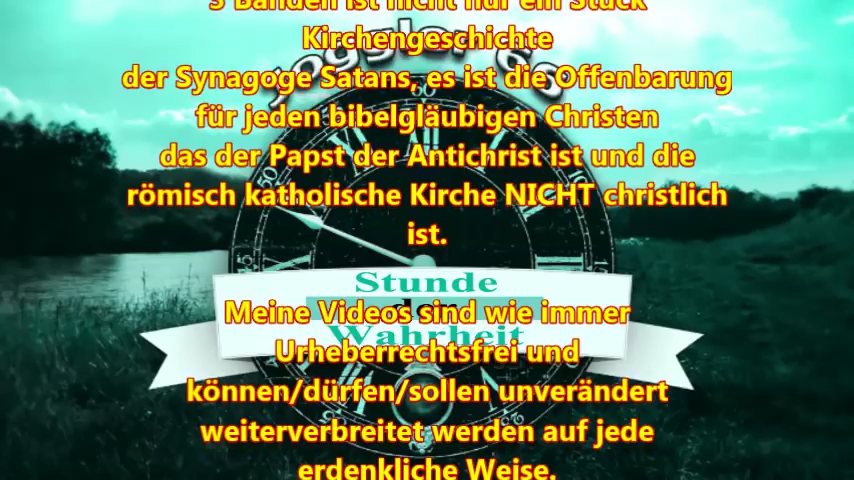 3 Bänden ist nicht nur ein Stück
Kirchengeschichte
der Synagoge Satans, es ist die Offenbarung
für jeden bibelgläubigen Christen
das der Papst der Antichrist ist und die
römisch katholische Kirche NICHT christlich
ist.
Stunde
der
Wahrheit
Meine Videos sind wie immer
Urheberrechtsfrei und
können/dürfen/sollen unverändert
weiterverbreitet werden auf jede
erdenkliche Weise.